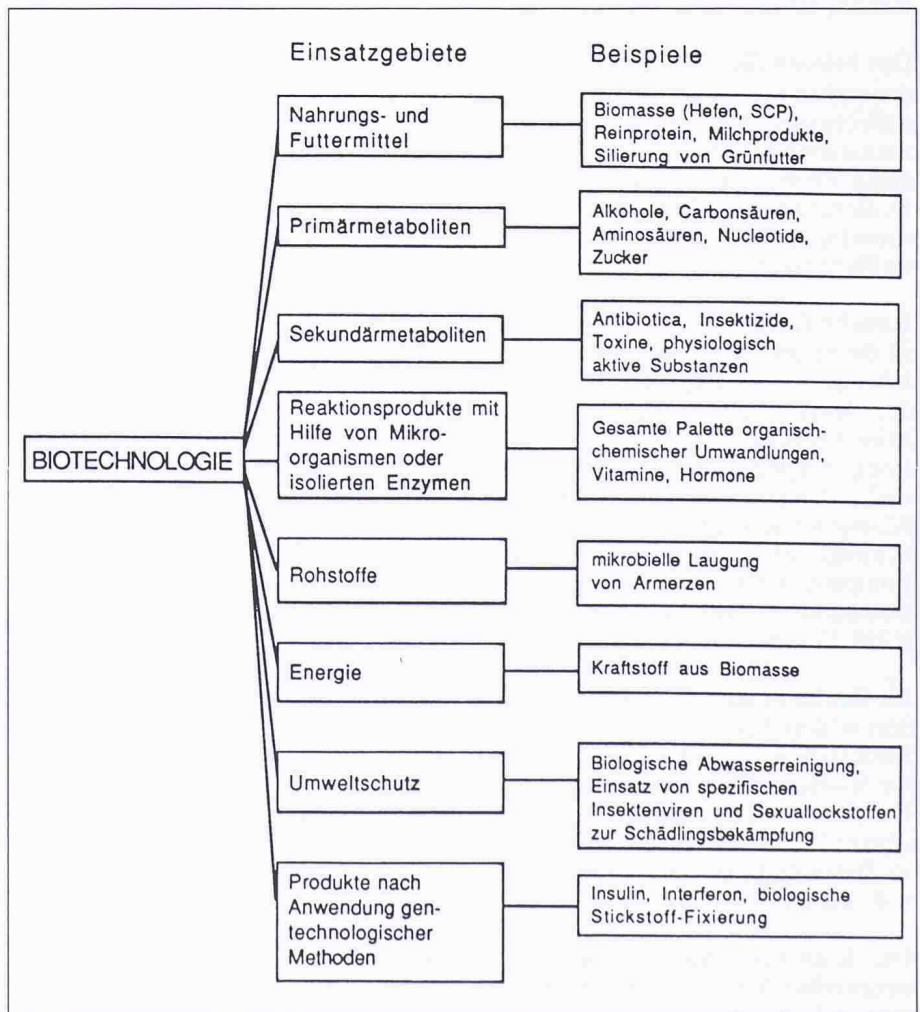 Einsatzgebiete
Beispiele
Nahrungs- und
Futtermittel
Biomasse (Hefen, SCP),
Reinprotein, Milchprodukte,
Silierung von Grünfutter
Primärmetaboliten
Alkohole, Carbonsäuren,
Aminosäuren, Nucleotide,
Zucker
Sekundärmetaboliten
Antibiotica, Insektizide,
Toxine, physiologisch
aktive Substanzen
BIOTECHNOLOGIE
Reaktionsprodukte mit
Hilfe von Mikro-
organismen oder
isolierten Enzymen
Gesamte Palette organisch-
chemischer Umwandlungen,
Vitamine, Hormone
Rohstoffe
mikrobielle Laugung
von Armerzen
Energie
Kraftstoff aus Biomasse
Umweltschutz
Biologische Abwasserreinigung,
Einsatz von spezifischen
Insektenviren und Sexuallockstoffen
zur Schädlingsbekämpfung
Produkte nach
Anwendung gen-
technologischer
Methoden
Insulin, Interferon, biologische
Stickstoff-Fixierung